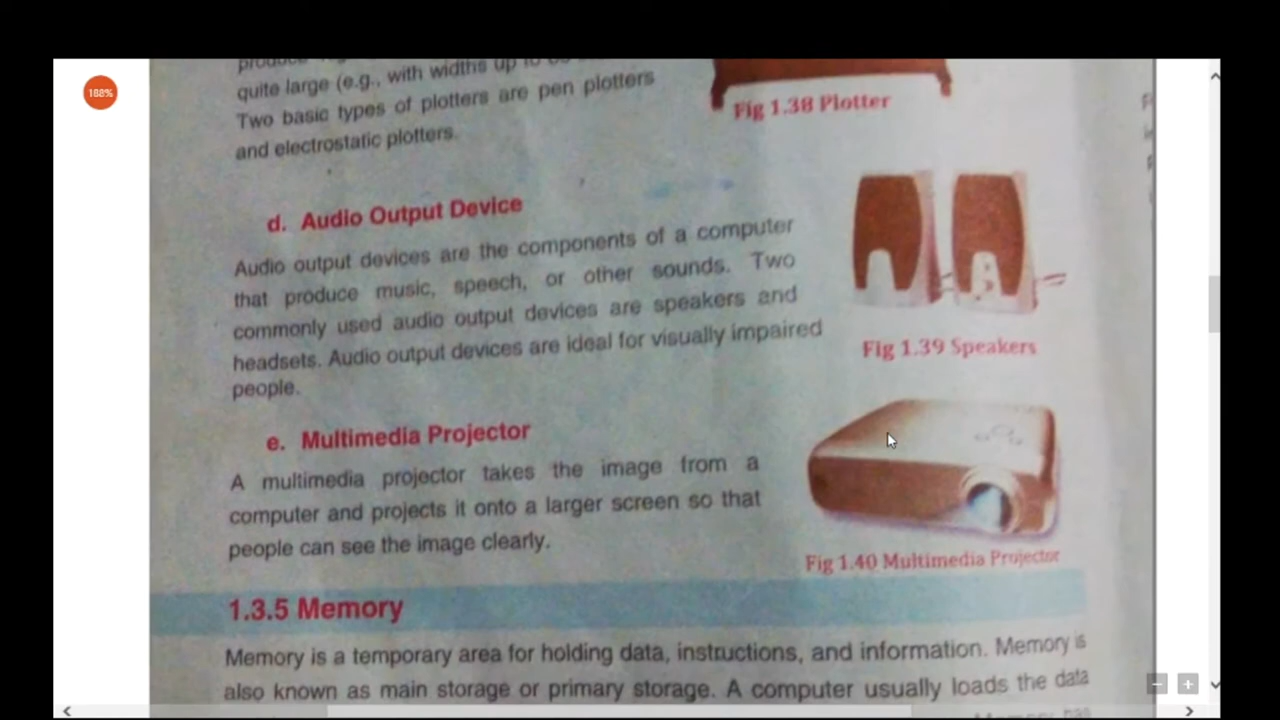 188%
quite large (e.g., with widths up to
Two basic types of plotters are pen plotters
and electrostatic plotters.
Fig 1.38 Plotter
d. Audio Output Device
Audio output devices are the components of a computer
that produce music, speech, or other sounds. Two
commonly used audio output devices are speakers and
headsets. Audio output devices are ideal for visually impaired
people.
Fig 1.39 Speakers
e. Multimedia Projector
A multimedia projector takes the image from a
computer and projects it onto a larger screen so that
people can see the image clearly.
Fig 1.40 Multimedia Projector
1.3.5 Memory
Memory is a temporary area for holding data, instructions, and information. Memory is
also known as main storage or primary storage. A computer usually loads the data